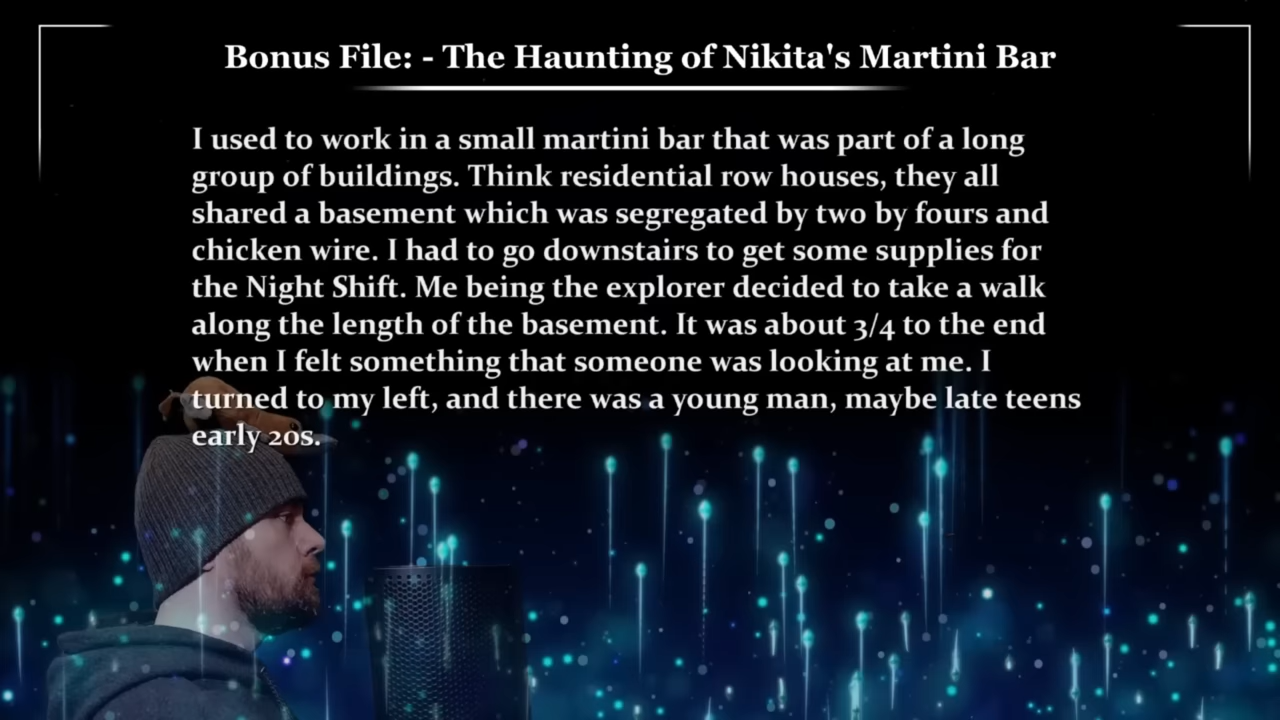 Bonus File: - The Haunting of Nikita's Martini Bar
I used to work in a small martini bar that was part of a long
group of buildings. Think residential row houses, they all
shared a basement which was segregated by two by fours and
chicken wire. I had to go downstairs to get some supplies for
the Night Shift. Me being the explorer decided to take a walk
along the length of the basement. It was about 3/4 to the end
when I felt something that someone was looking at me. I
turned to my left, and there was a young man, maybe late teens
early 20s.